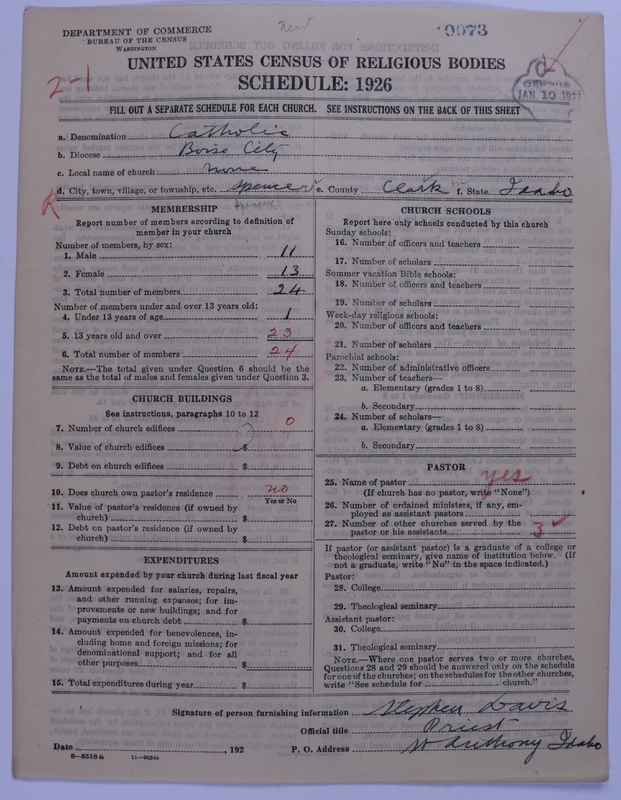 new
DEPARTMENT OF COMMERCE
BUREAU OF THE CENSUS
WASHINGTON
0073
2-1
UNITED STATES CENSUS OF RELIGIOUS BODIES
SCHEDULE: 1926
CENSUS
JAN 10 1927
FILL OUT A SEPARATE SCHEDULE FOR EACH CHURCH. SEE INSTRUCTIONS ON THE BACK OF THIS SHEET
a. Denomination Catholic
b. Diocese Boise City
c. Local name of church None
d. City, town, village, or township, etc. Spencer e. County Clark f. State Idaho
R
Spencer
MEMBERSHIP
Report number of members according to definition of
member in your church
Number of members, by sex:
1. Male 11
2. Female 13
3. Total number of members 24
Number of members under and over 13 years old:
4. Under 13 years of age 1
5. 13 years old and over 23
6. Total number of members 24
NOTE.—The total given under Question 6 should be the
same as the total of males and females given under Question 3.
CHURCH BUILDINGS
See instructions, paragraphs 10 to 12
7. Number of church edifices 0
8. Value of church edifices $
9. Debt on church edifices
10. Does church own pastor's residence no
Yes or No
11. Value of pastor's residence (if owned by
church) $
12. Debt on pastor's residence (if owned by
church) $
EXPENDITURES
Amount expended by your church during last fiscal year
13. Amount expended for salaries, repairs,
and other running expenses; for im-
provements or new buildings; and for
payments on church debt $
14. Amount expended for benevolences, in-
cluding home and foreign missions; for
denominational support; and for all
other purposes $
15. Total expenditures during year $
CHURCH SCHOOLS
Report here only schools conducted by this church
Sunday schools:
16. Number of officers and teachers
17. Number of scholars
Summer vacation Bible schools:
18. Number of officers and teachers
19. Number of scholars
Week-day religious schools:
20. Number of officers and teachers
21. Number of scholars
Parochial schools:
22. Number of administrative officers
23. Number of teachers—
a. Elementary (grades 1 to 8)
b. Secondary
24. Number of scholars—
a. Elementary (grades 1 to 8)
b. Secondary
PASTOR
25. Name of pastor yes
(If church has no pastor, write "None")
26. Number of ordained ministers, if any, em-
ployed as assistant pastors
27. Number of other churches served by the
pastor or his assistants 3
If pastor (or assistant pastor) is a graduate of a college or
theological seminary, give name of institution below. (If
not a graduate, write "No" in the space indicated.)
Pastor:
28. College
29. Theological seminary
Assistant pastor:
30. College
31. Theological seminary
NOTE.—Where one pastor serves two or more churches,
Questions 28 and 29 should be answered only on the schedule
for one of the churches; on the schedules for the other churches,
write "See schedule for church."
Signature of person furnishing information Stephen Davis
Official title Priest
Date , 192 P. O. Address St Anthony Idaho
8—5518a 11—9034a